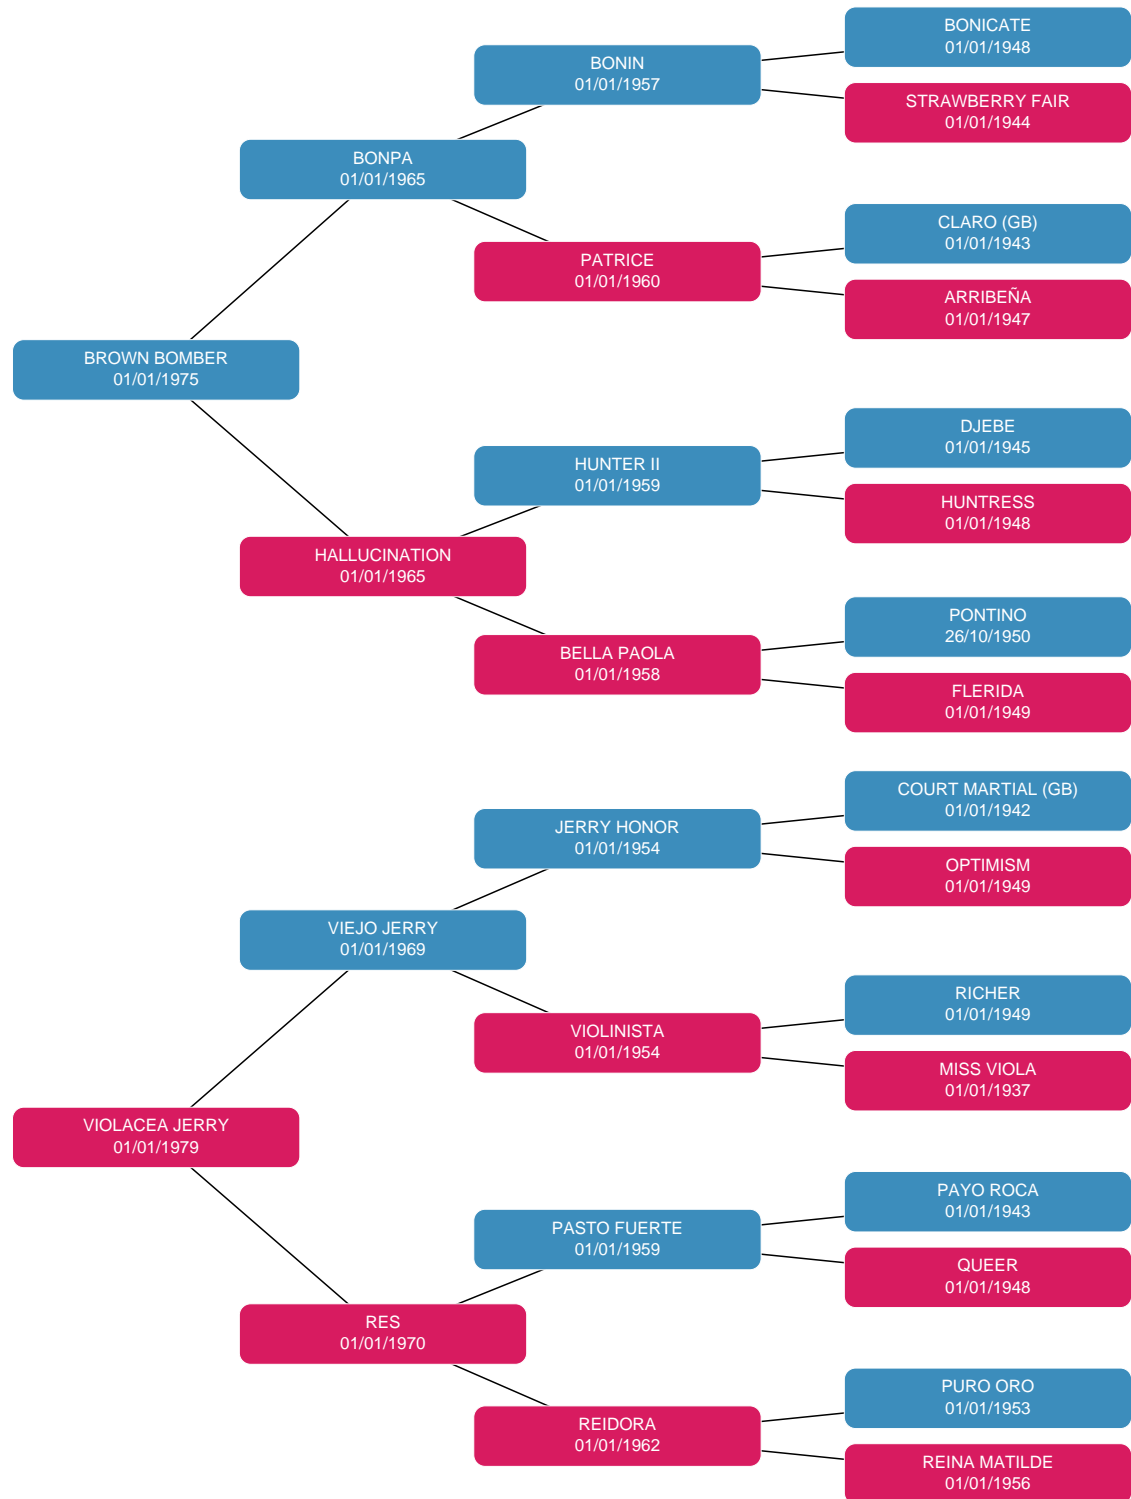 BONICATE
01/01/1948
BONIN
01/01/1957
STRAWBERRY FAIR
01/01/1944
BONPA
01/01/1965
CLARO (GB)
01/01/1943
PATRICE
01/01/1960
ARRIBEÑA
01/01/1947
BROWN BOMBER
01/01/1975
DJEBE
01/01/1945
HUNTER II
01/01/1959
HUNTRESS
01/01/1948
HALLUCINATION
01/01/1965
PONTINO
26/10/1950
BELLA PAOLA
01/01/1958
FLERIDA
01/01/1949
COURT MARTIAL (GB)
01/01/1942
JERRY HONOR
01/01/1954
OPTIMISM
01/01/1949
VIEJO JERRY
01/01/1969
RICHER
01/01/1949
VIOLINISTA
01/01/1954
MISS VIOLA
01/01/1937
VIOLACEA JERRY
01/01/1979
PAYO ROCA
01/01/1943
PASTO FUERTE
01/01/1959
QUEER
01/01/1948
RES
01/01/1970
PURO ORO
01/01/1953
REIDORA
01/01/1962
REINA MATILDE
01/01/1956